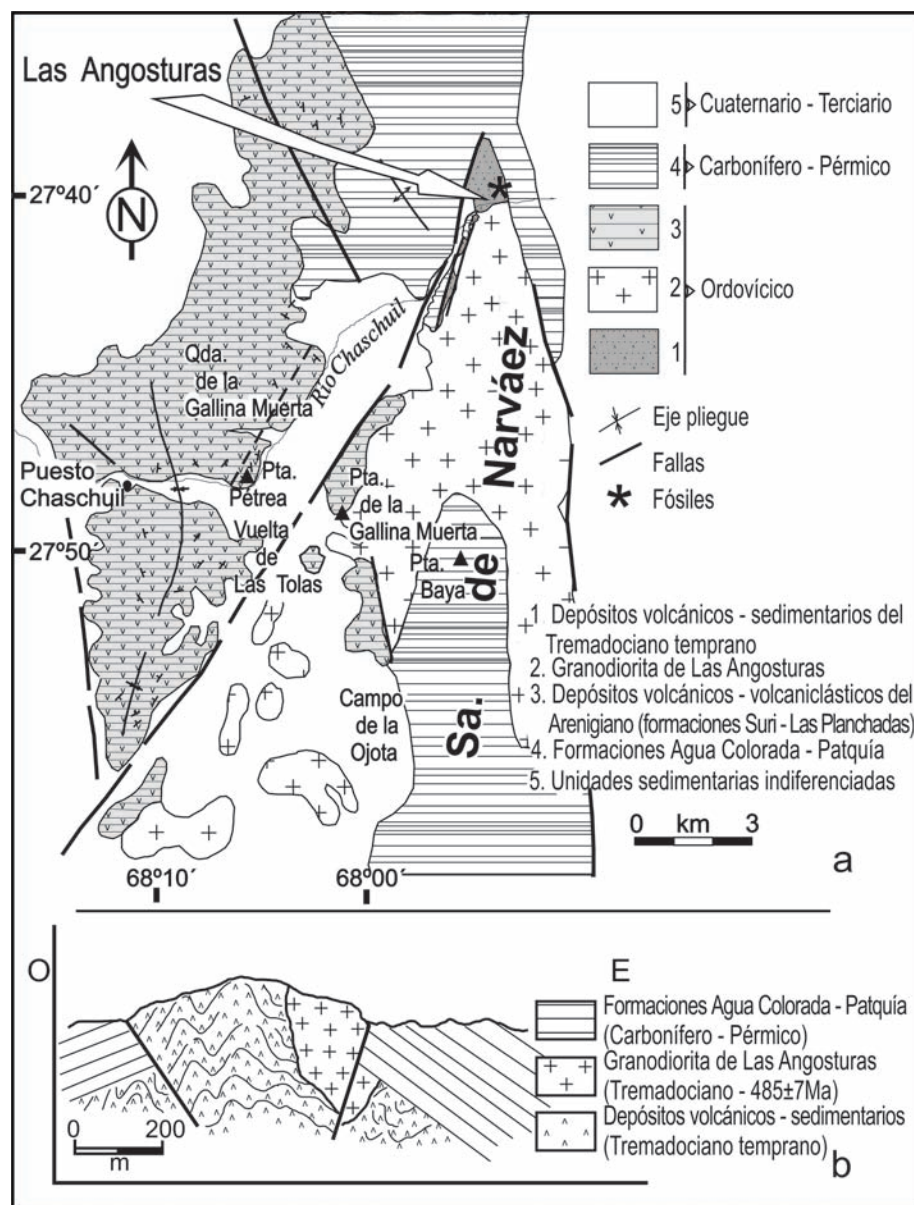 Las Angosturas
27º40´
N
5 Cuaternario - Terciario
4 Carbonífero - Pérmico
3
2 Ordovícico
1
Eje pliegue
Fallas
* Fósiles
Río Chaschuil
Qda.
de la
Gallina Muerta
Puesto
Chaschuil
Pta.
Pétrea
Vuelta
de
Las Tolas
Pta.
de la
Gallina Muerta
27º50´
Pta.
Baya
Sa. de Narváez
Campo
de la
Ojota
1. Depósitos volcánicos - sedimentarios del
Tremadociano temprano
2. Granodiorita de Las Angosturas
3. Depósitos volcánicos - volcaniclásticos del
Arenigiano (formaciones Suri - Las Planchadas)
4. Formaciones Agua Colorada - Patquía
5. Unidades sedimentarias indiferenciadas
0 km 3
a
68º10´
68º00´
O
E
Formaciones Agua Colorada - Patquía
(Carbonífero - Pérmico)
Granodiorita de Las Angosturas
(Tremadociano - 485±7Ma)
Depósitos volcánicos - sedimentarios
(Tremadociano temprano)
0 200
m
b